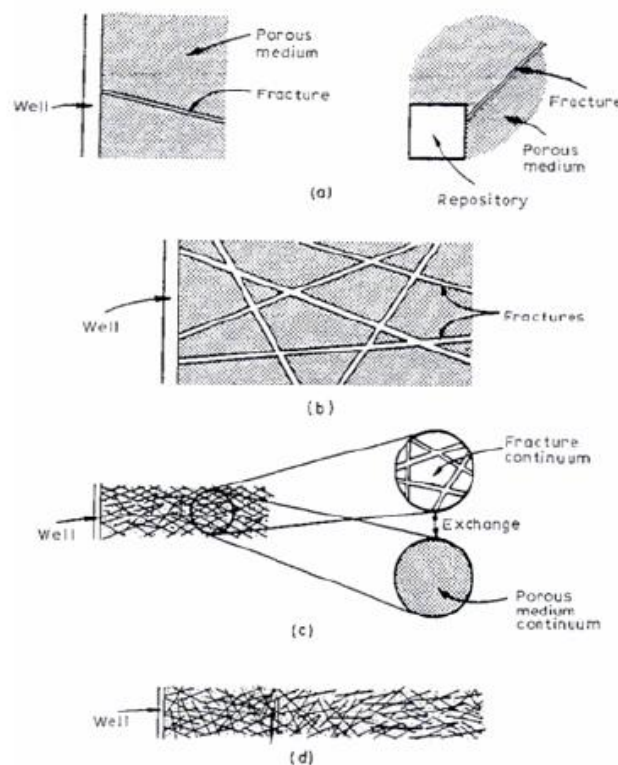 Porous
medium
Well
Fracture
Fracture
Porous
medium
Repository
(a)
Well
Fractures
(b)
Fracture
continuum
Exchange
Well
Porous
medium
continuum
(c)
Well
(d)